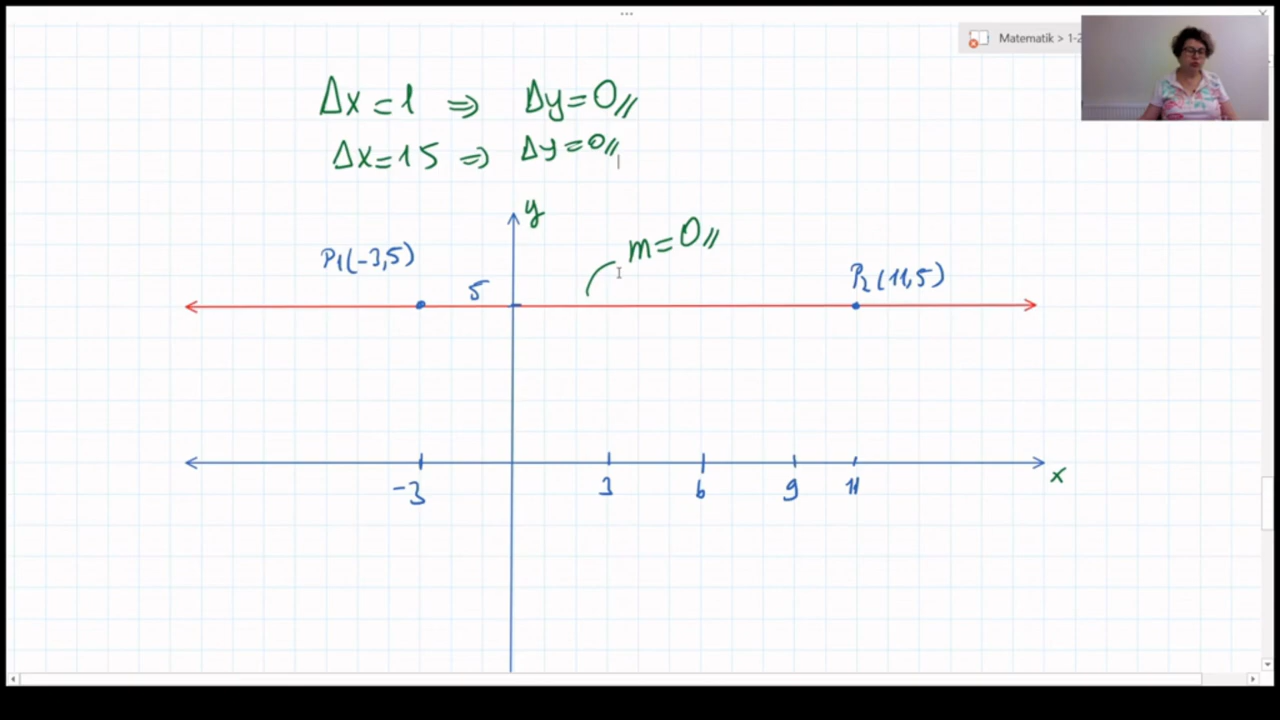 Matematik > 1-2
Δx = 1 ⇒ Δy = 0
Δx = 15 ⇒ Δy = 0
y
m = 0
P1(-3,5)
5
P2(11,5)
-3 3 6 9 11
x